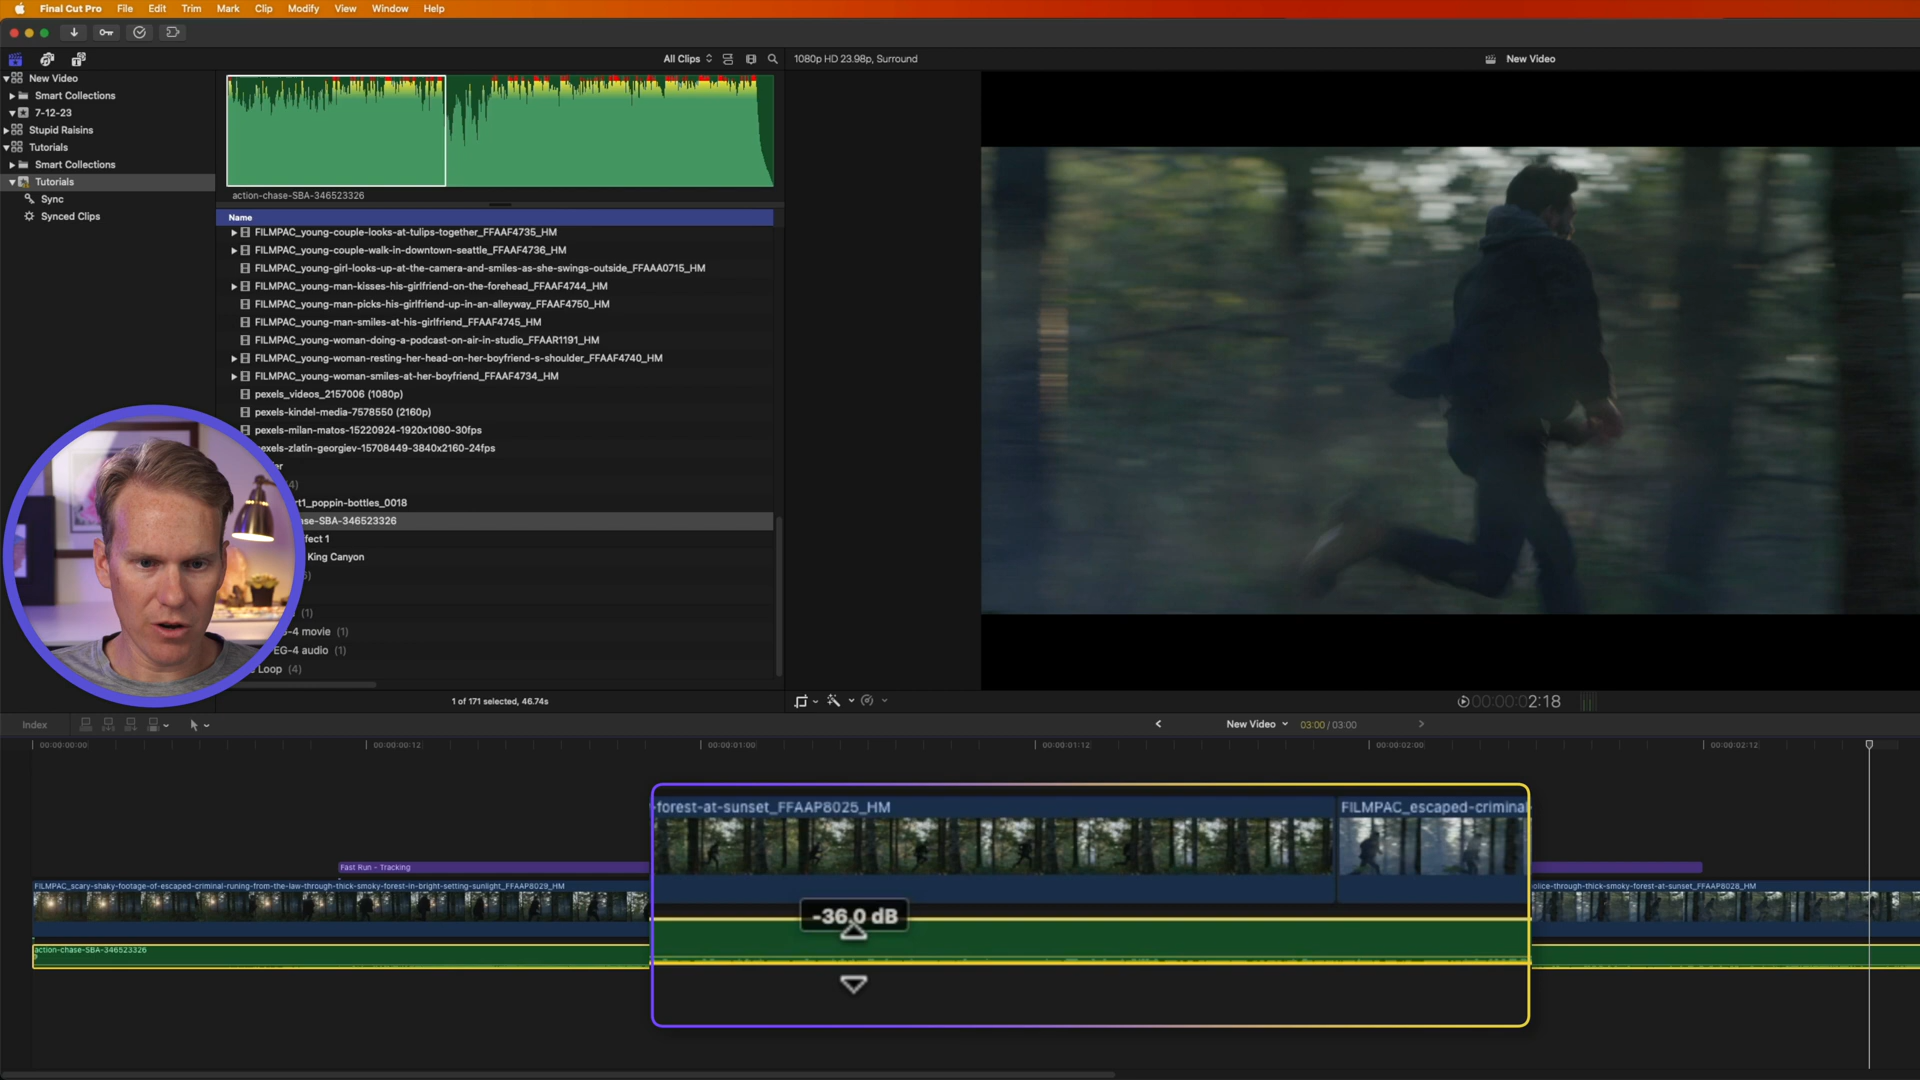 Final Cut Pro File Edit Trim Mark Clip Modify View Window Help
All Clips
1080p HD 23.98p, Surround
New Video
New Video
Smart Collections
7-12-23
Stupid Raisins
Tutorials
Smart Collections
Tutorials
Sync
Synced Clips
action-chase-SBA-346523326
Name
FILMPAC_young-couple-looks-at-tulips-together_FFAAF4735_HM
FILMPAC_young-couple-walk-in-downtown-seattle_FFAAF4736_HM
FILMPAC_young-girl-looks-up-at-the-camera-and-smiles-as-she-swings-outside_FFAAA0715_HM
FILMPAC_young-man-kisses-his-girlfriend-on-the-forehead_FFAAF4744_HM
FILMPAC_young-man-picks-his-girlfriend-up-in-an-alleyway_FFAAF4750_HM
FILMPAC_young-man-smiles-at-his-girlfriend_FFAAF4745_HM
FILMPAC_young-woman-doing-a-podcast-on-air-in-studio_FFAAR1191_HM
FILMPAC_young-woman-resting-her-head-on-her-boyfriend-s-shoulder_FFAAF4740_HM
FILMPAC_young-woman-smiles-at-her-boyfriend_FFAAF4734_HM
pexels_videos_2157006 (1080p)
pexels-kindel-media-7578550 (2160p)
pexels-milan-matos-15220924-1920x1080-30fps
exels-zlatin-georgiev-15708449-3840x2160-24fps
er
(4)
rt1_poppin-bottles_0018
ase-SBA-346523326
fect 1
King Canyon
(1)
G-4 movie (1)
EG-4 audio (1)
Loop (4)
1 of 171 selected, 46.74s
00:00:00:02:18
Index
New Video
03:00 / 03:00
00:00:00:00
00:00:00:12
00:00:01:00
00:00:01:12
00:00:02:00
00:00:02:12
-forest-at-sunset_FFAAP8025_HM
FILMPAC_escaped-criminal
Fast Run - Tracking
FILMPAC_scary-shaky-footage-of-escaped-criminal-runing-from-the-law-through-thick-smoky-forest-in-bright-setting-sunlight_FFAAP8029_HM
olice-through-thick-smoky-forest-at-sunset_FFAAP8028_HM
-36.0 dB
action-chase-SBA-346523326